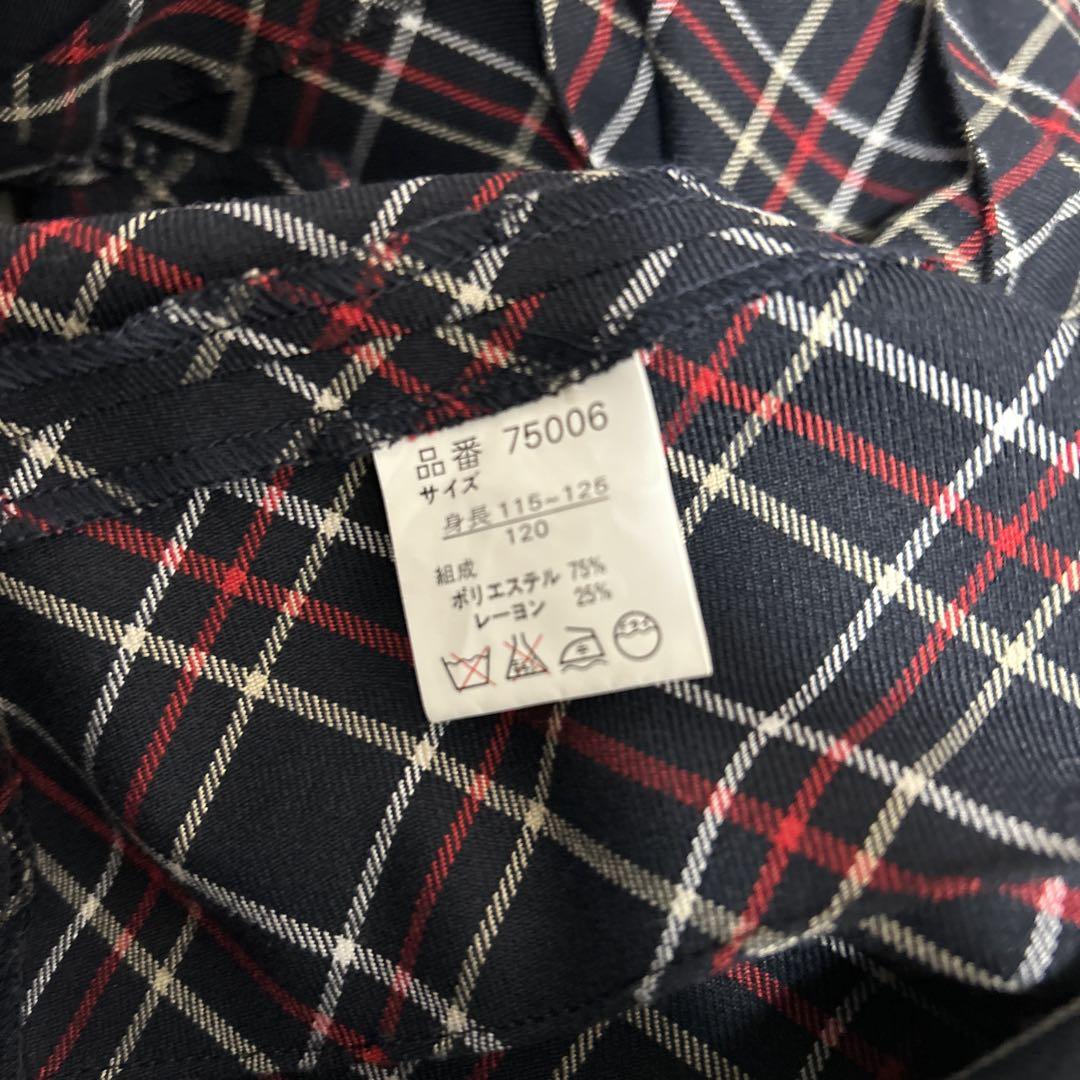 品番 75006
サイズ
身長 115~125
120
組成
ポリエステル 75%
レーヨン 25%